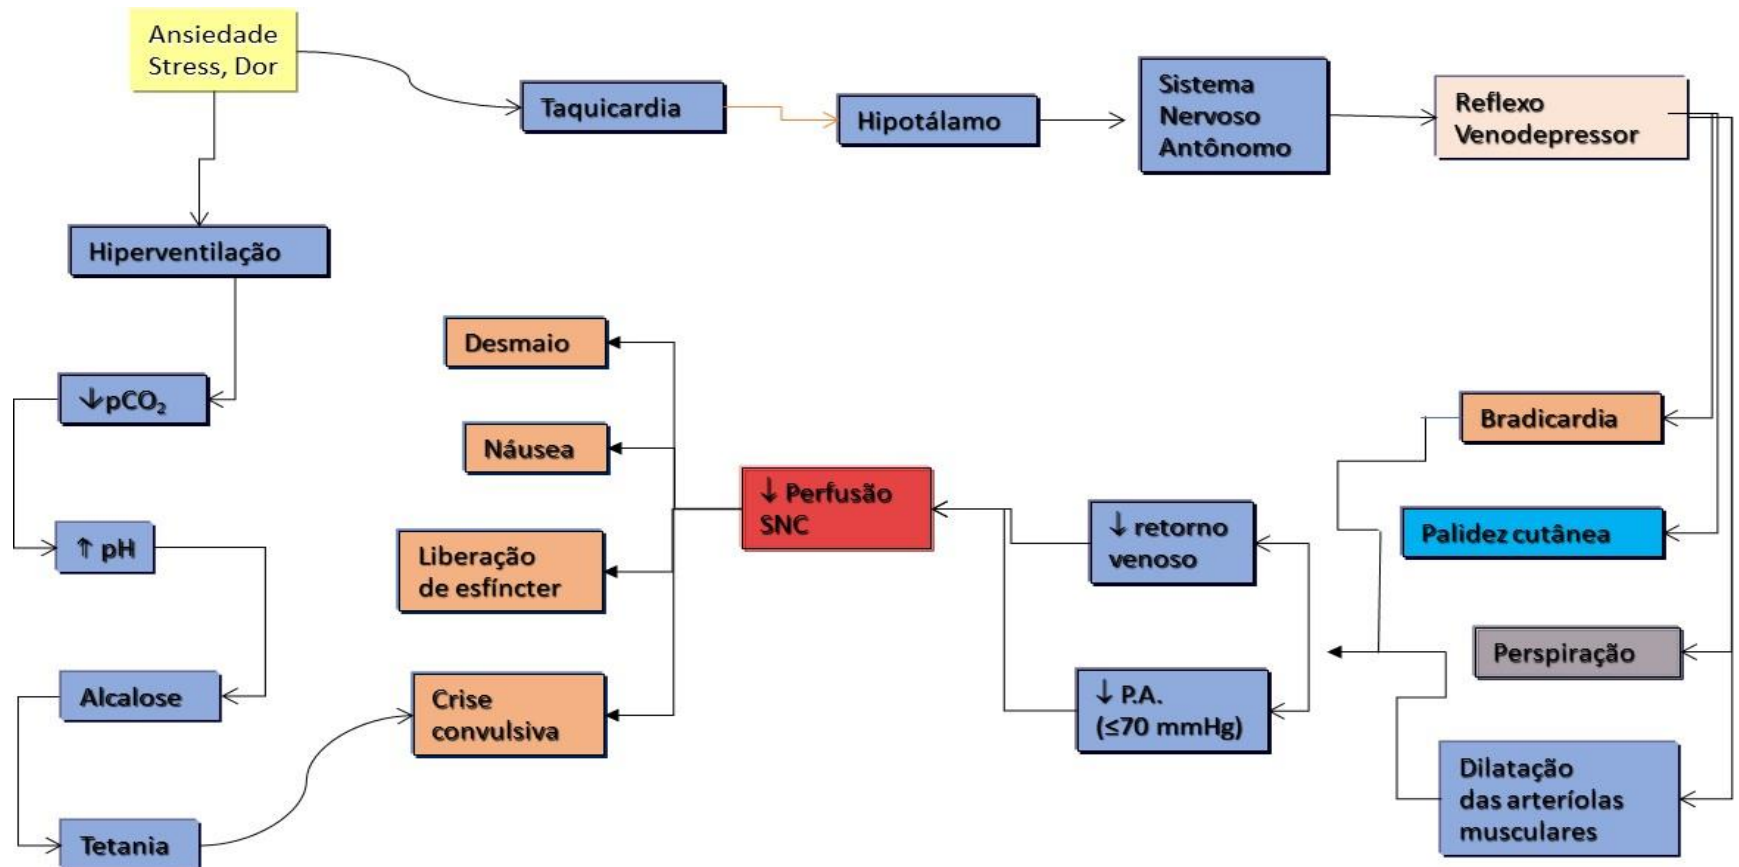 Ansiedade
Stress, Dor
Taquicardia
Hipotálamo
Sistema
Nervoso
Antônomo
Reflexo
Venodepressor
Hiperventilação
↓pCO₂
↑ pH
Alcalose
Tetania
Desmaio
Náusea
Liberação
de esfíncter
Crise
convulsiva
↓ Perfusão
SNC
↓ retorno
venoso
↓ P.A.
(≤70 mmHg)
Bradicardia
Palidez cutânea
Perspiração
Dilatação
das arteríolas
musculares